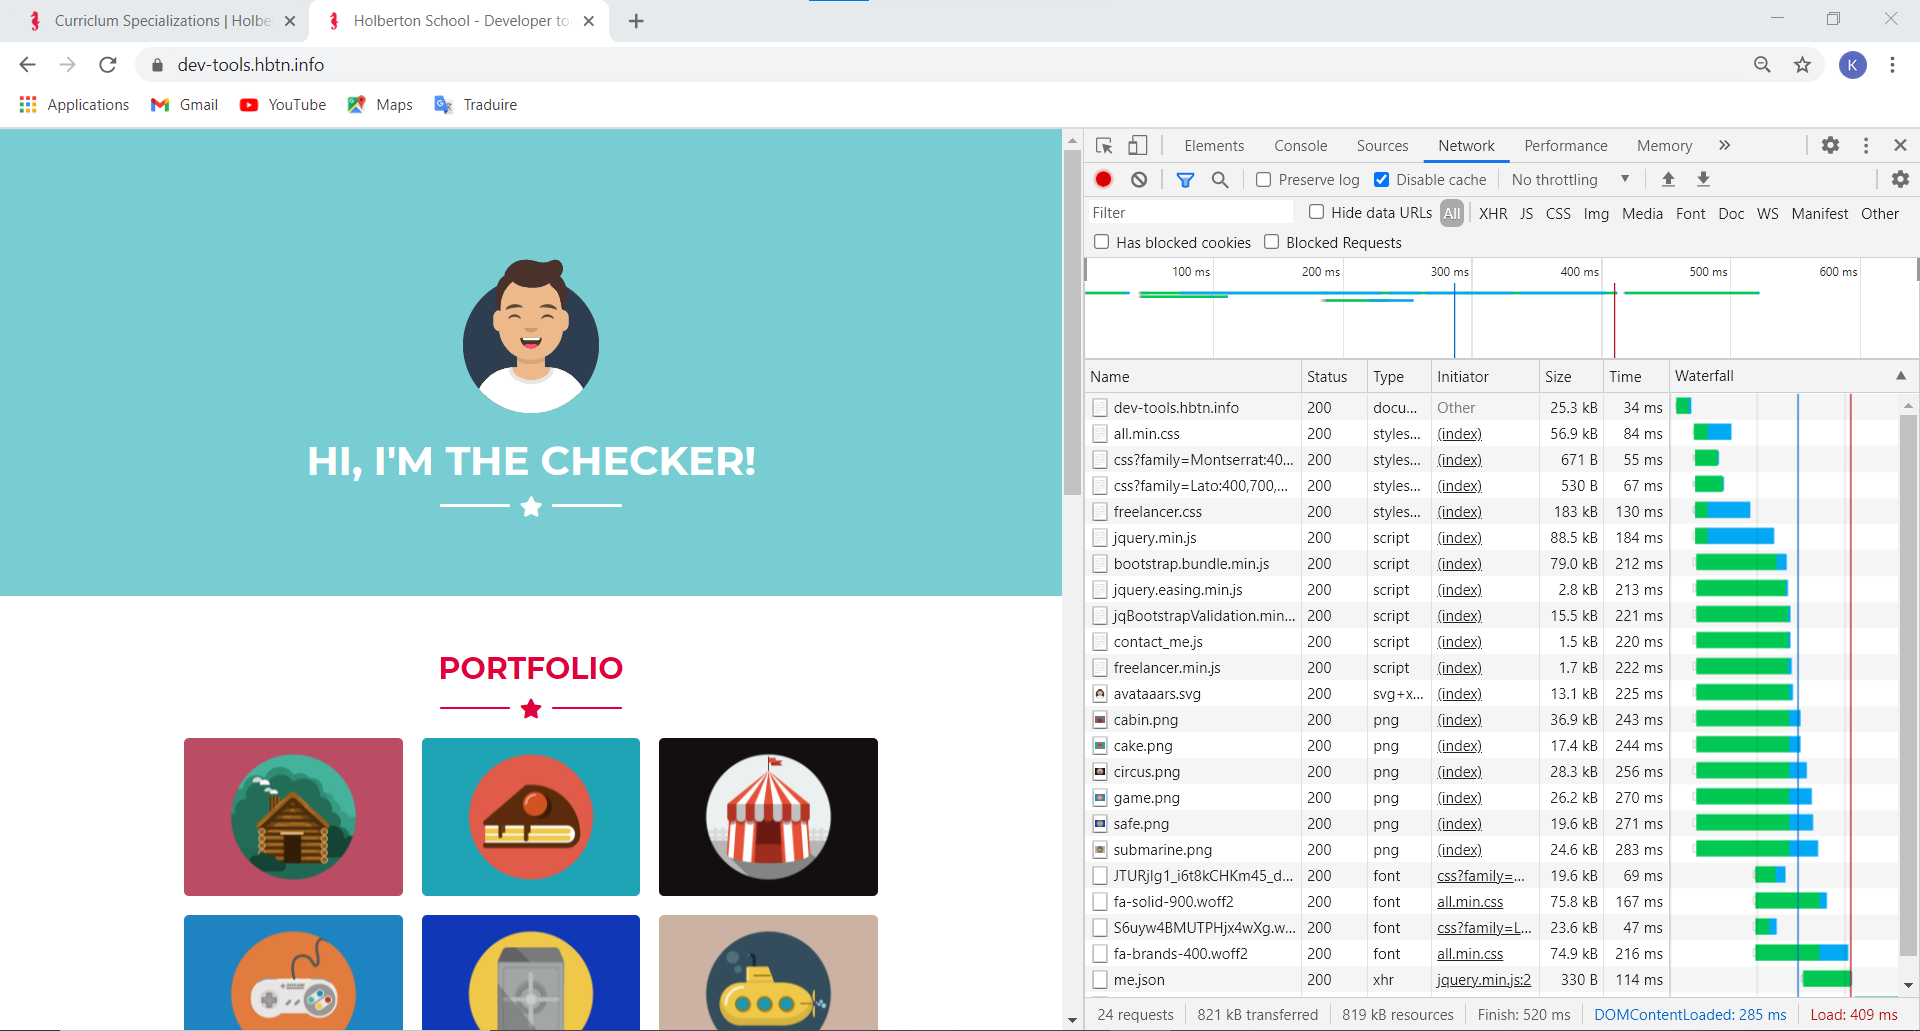 Curriclum Specializations | Holbe
Holberton School - Developer to
dev-tools.hbtn.info
K
Applications
Gmail
YouTube
Maps
Traduire
HI, I'M THE CHECKER!
PORTFOLIO
Elements Console Sources Network Performance Memory »
Preserve log Disable cache No throttling
Filter Hide data URLs All XHR JS CSS Img Media Font Doc WS Manifest Other
Has blocked cookies Blocked Requests
100 ms 200 ms 300 ms 400 ms 500 ms 600 ms
Name Status Type Initiator Size Time Waterfall
dev-tools.hbtn.info 200 docu... Other 25.3 kB 34 ms
all.min.css 200 styles... (index) 56.9 kB 84 ms
css?family=Montserrat:40... 200 styles... (index) 671 B 55 ms
css?family=Lato:400,700,... 200 styles... (index) 530 B 67 ms
freelancer.css 200 styles... (index) 183 kB 130 ms
jquery.min.js 200 script (index) 88.5 kB 184 ms
bootstrap.bundle.min.js 200 script (index) 79.0 kB 212 ms
jquery.easing.min.js 200 script (index) 2.8 kB 213 ms
jqBootstrapValidation.min... 200 script (index) 15.5 kB 221 ms
contact_me.js 200 script (index) 1.5 kB 220 ms
freelancer.min.js 200 script (index) 1.7 kB 222 ms
avataaars.svg 200 svg+x... (index) 13.1 kB 225 ms
cabin.png 200 png (index) 36.9 kB 243 ms
cake.png 200 png (index) 17.4 kB 244 ms
circus.png 200 png (index) 28.3 kB 256 ms
game.png 200 png (index) 26.2 kB 270 ms
safe.png 200 png (index) 19.6 kB 271 ms
submarine.png 200 png (index) 24.6 kB 283 ms
JTURjIg1_i6t8kCHKm45_d... 200 font css?family=... 19.6 kB 69 ms
fa-solid-900.woff2 200 font all.min.css 75.8 kB 167 ms
S6uyw4BMUTPHjx4wXg.w... 200 font css?family=L... 23.6 kB 47 ms
fa-brands-400.woff2 200 font all.min.css 74.9 kB 216 ms
me.json 200 xhr jquery.min.js:2 330 B 114 ms
24 requests 821 kB transferred 819 kB resources Finish: 520 ms DOMContentLoaded: 285 ms Load: 409 ms